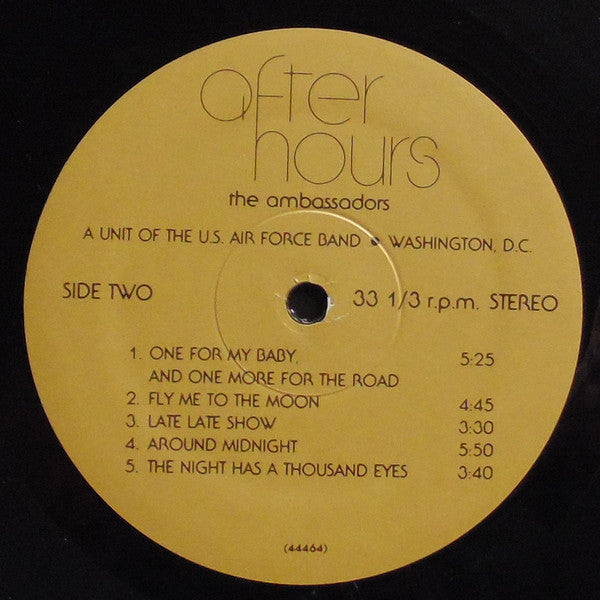 after
hours
the ambassadors
A UNIT OF THE U.S. AIR FORCE BAND • WASHINGTON, D.C.
SIDE TWO 33 1/3 r.p.m. STEREO
1. ONE FOR MY BABY, 5:25
AND ONE MORE FOR THE ROAD
2. FLY ME TO THE MOON 4:45
3. LATE LATE SHOW 3:30
4. AROUND MIDNIGHT 5:50
5. THE NIGHT HAS A THOUSAND EYES 3:40
(44464)